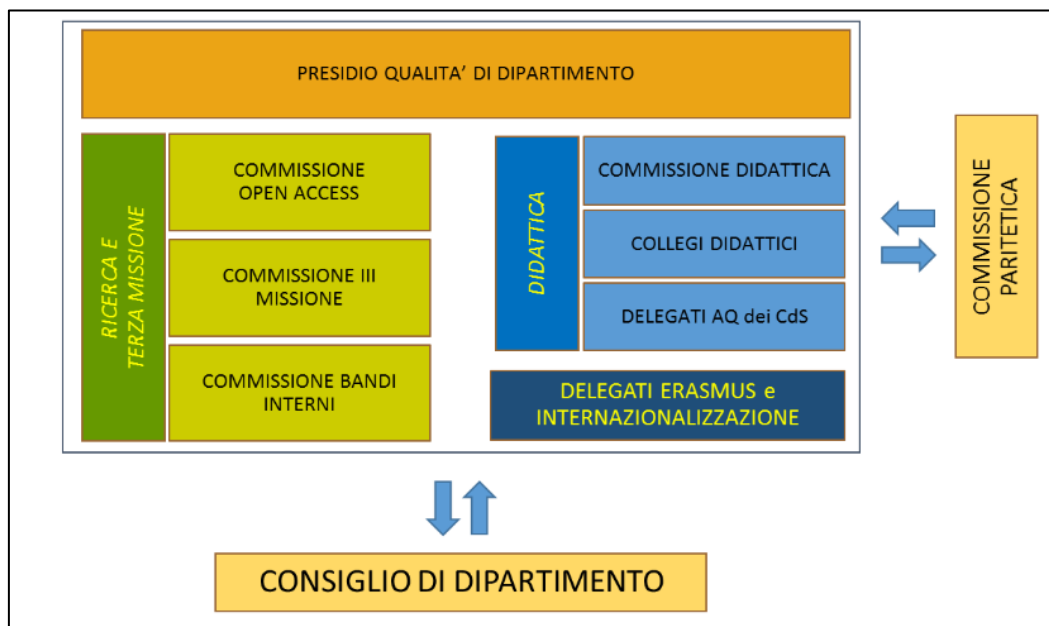 PRESIDIO QUALITA’ DI DIPARTIMENTO
RICERCA E
TERZA MISSIONE
COMMISSIONE
OPEN ACCESS
COMMISSIONE III
MISSIONE
COMMISSIONE BANDI
INTERNI
DIDATTICA
COMMISSIONE DIDATTICA
COLLEGI DIDATTICI
DELEGATI AQ dei CdS
DELEGATI ERASMUS e
INTERNAZIONALIZZAZIONE
COMMISSIONE
PARITETICA
CONSIGLIO DI DIPARTIMENTO